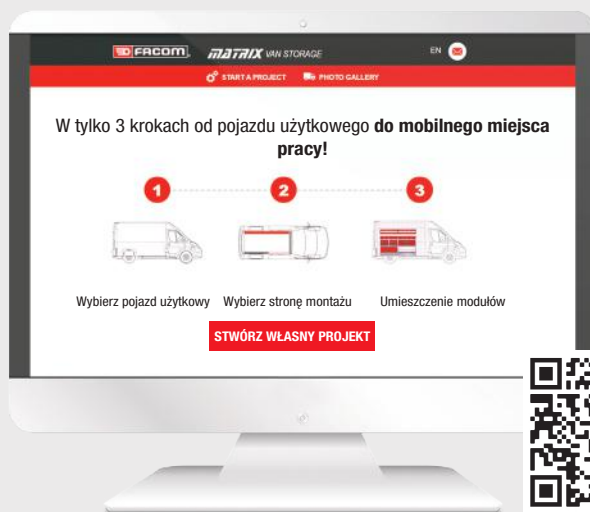 FACOM. MATRIX VAN STORAGE EN
START A PROJECT PHOTO GALLERY
W tylko 3 krokach od pojazdu użytkowego do mobilnego miejsca
pracy!
1 2 3
Wybierz pojazd użytkowy Wybierz stronę montażu Umieszczenie modułów
STWÓRZ WŁASNY PROJEKT